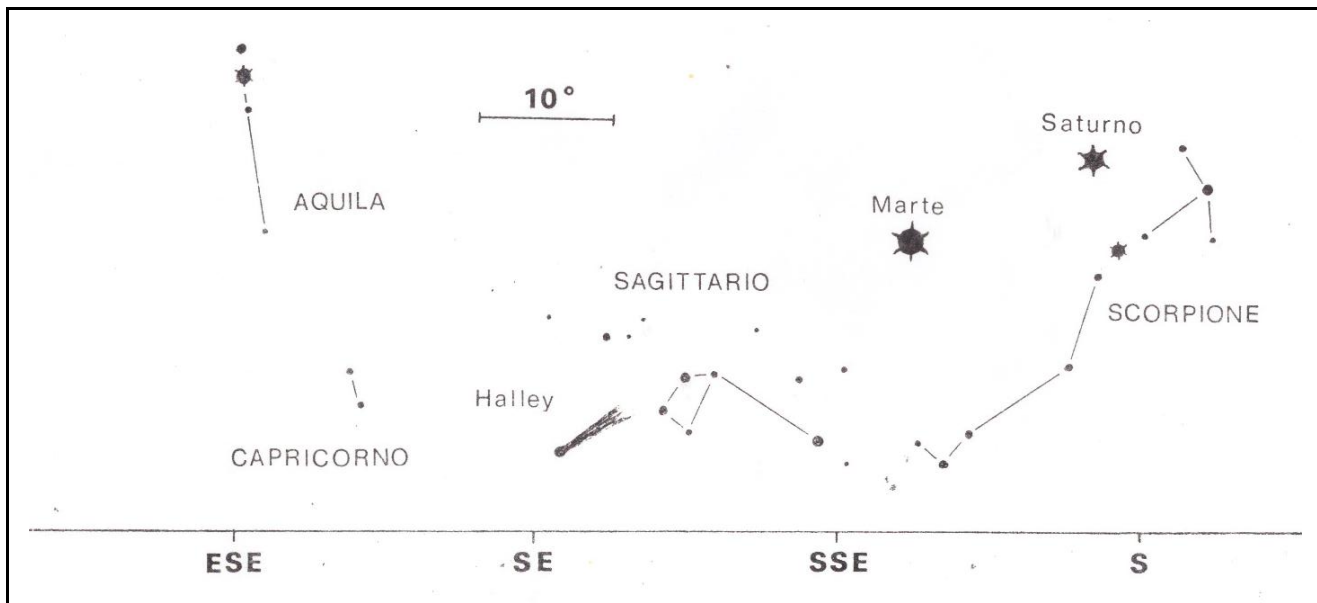 10°
Saturno
AQUILA
Marte
SAGITTARIO
SCORPIONE
Halley
CAPRICORNO
ESE SE SSE S